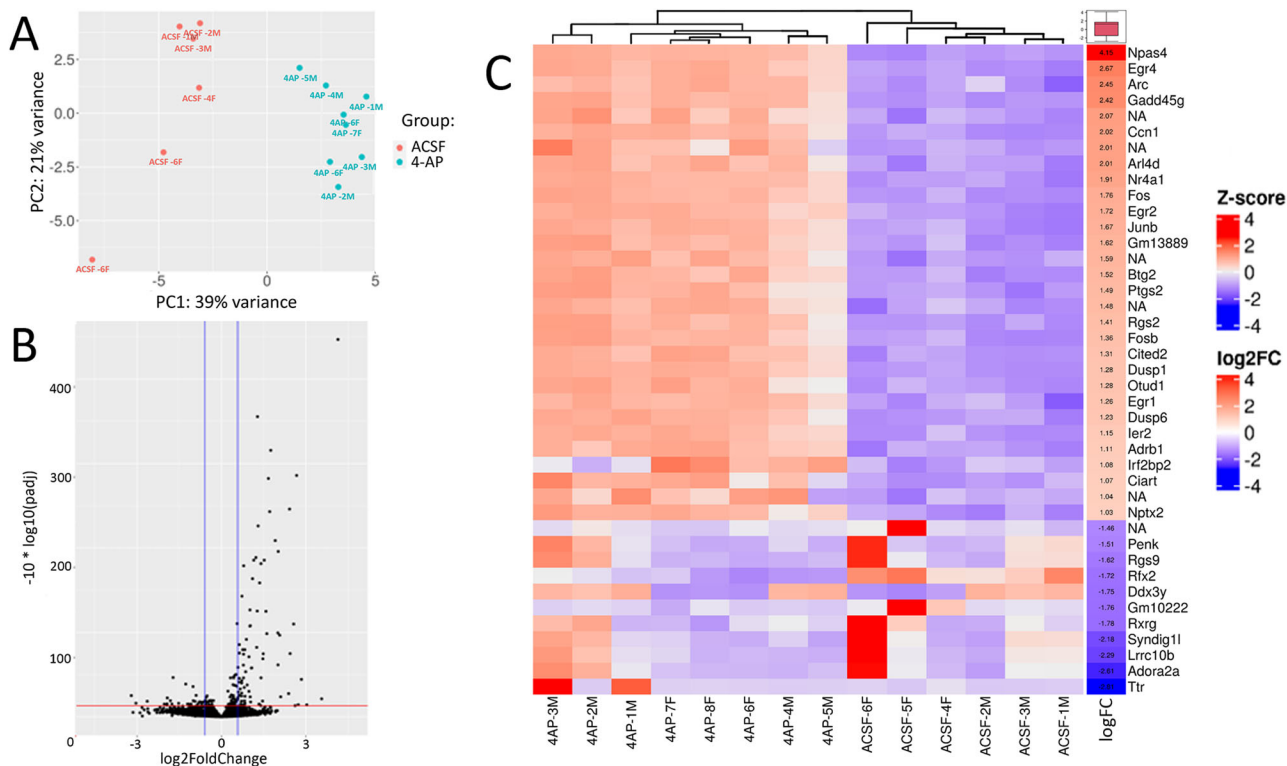 A
2.5
0.0
-2.5
-5.0
PC2: 21% variance
-5
0
5
PC1: 39% variance
ACSF -2M
ACSF -3M
ACSF -4F
ACSF -6F
ACSF -6F
4AP -5M
4AP -4M
4AP -1M
4AP -6F
4AP -7F
4AP -3M
4AP -6F
4AP -2M
Group:
ACSF
4-AP
B
400
300
200
100
0
-10 * log10(padj)
-3
0
3
log2FoldChange
C
4
2
0
-2
-4
4.15 Npas4
2.67 Egr4
2.45 Arc
2.42 Gadd45g
2.07 NA
2.02 Ccn1
2.01 NA
2.01 Arl4d
1.91 Nr4a1
1.76 Fos
1.72 Egr2
1.67 Junb
1.62 Gm13889
1.59 NA
1.52 Btg2
1.49 Ptgs2
1.48 NA
1.41 Rgs2
1.36 Fosb
1.31 Cited2
1.28 Dusp1
1.28 Otud1
1.26 Egr1
1.23 Dusp6
1.15 Ier2
1.11 Adrb1
1.08 Irf2bp2
1.07 Ciart
1.04 NA
1.03 Nptx2
-1.46 NA
-1.51 Penk
-1.62 Rgs9
-1.72 Rfx2
-1.75 Ddx3y
-1.76 Gm10222
-1.78 Rxrg
-2.18 Syndig1l
-2.29 Lrrc10b
-2.61 Adora2a
Ttr
4AP-3M
4AP-2M
4AP-1M
4AP-7F
4AP-8F
4AP-6F
4AP-4M
4AP-5M
ACSF-6F
ACSF-5F
ACSF-4F
ACSF-2M
ACSF-3M
ACSF-1M
logFC
Z-score
4
2
0
-2
-4
log2FC
4
2
0
-2
-4